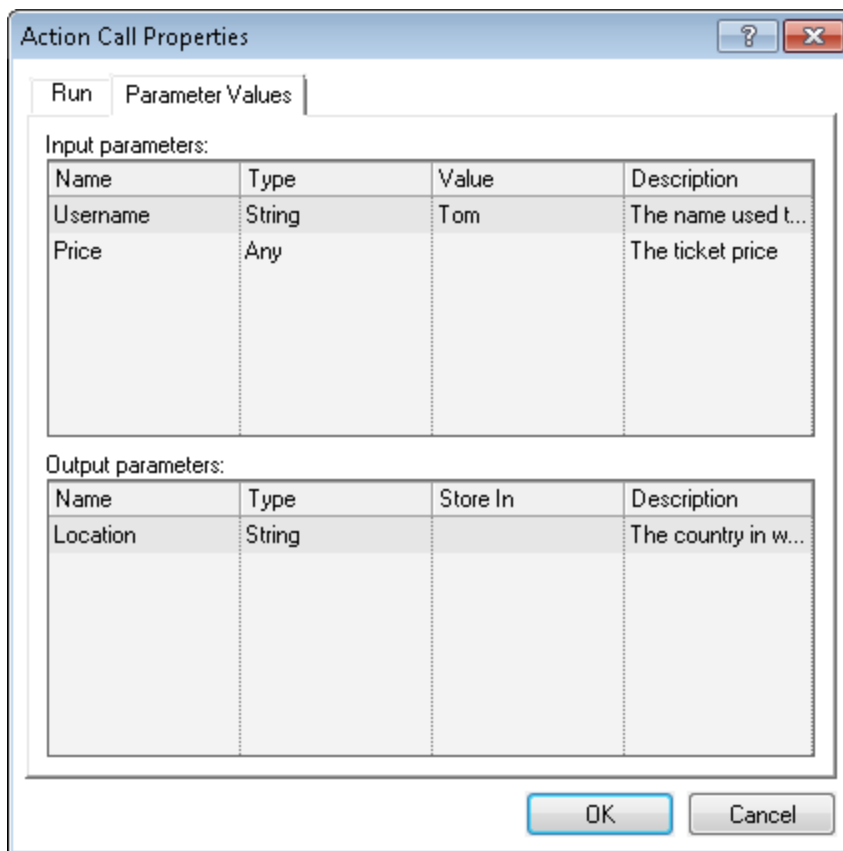 Action Call Properties ?
Run Parameter Values
Input parameters:
Name Type Value Description
Username String Tom The name used t...
Price Any The ticket price
Output parameters:
Name Type Store In Description
Location String The country in w...
OK Cancel